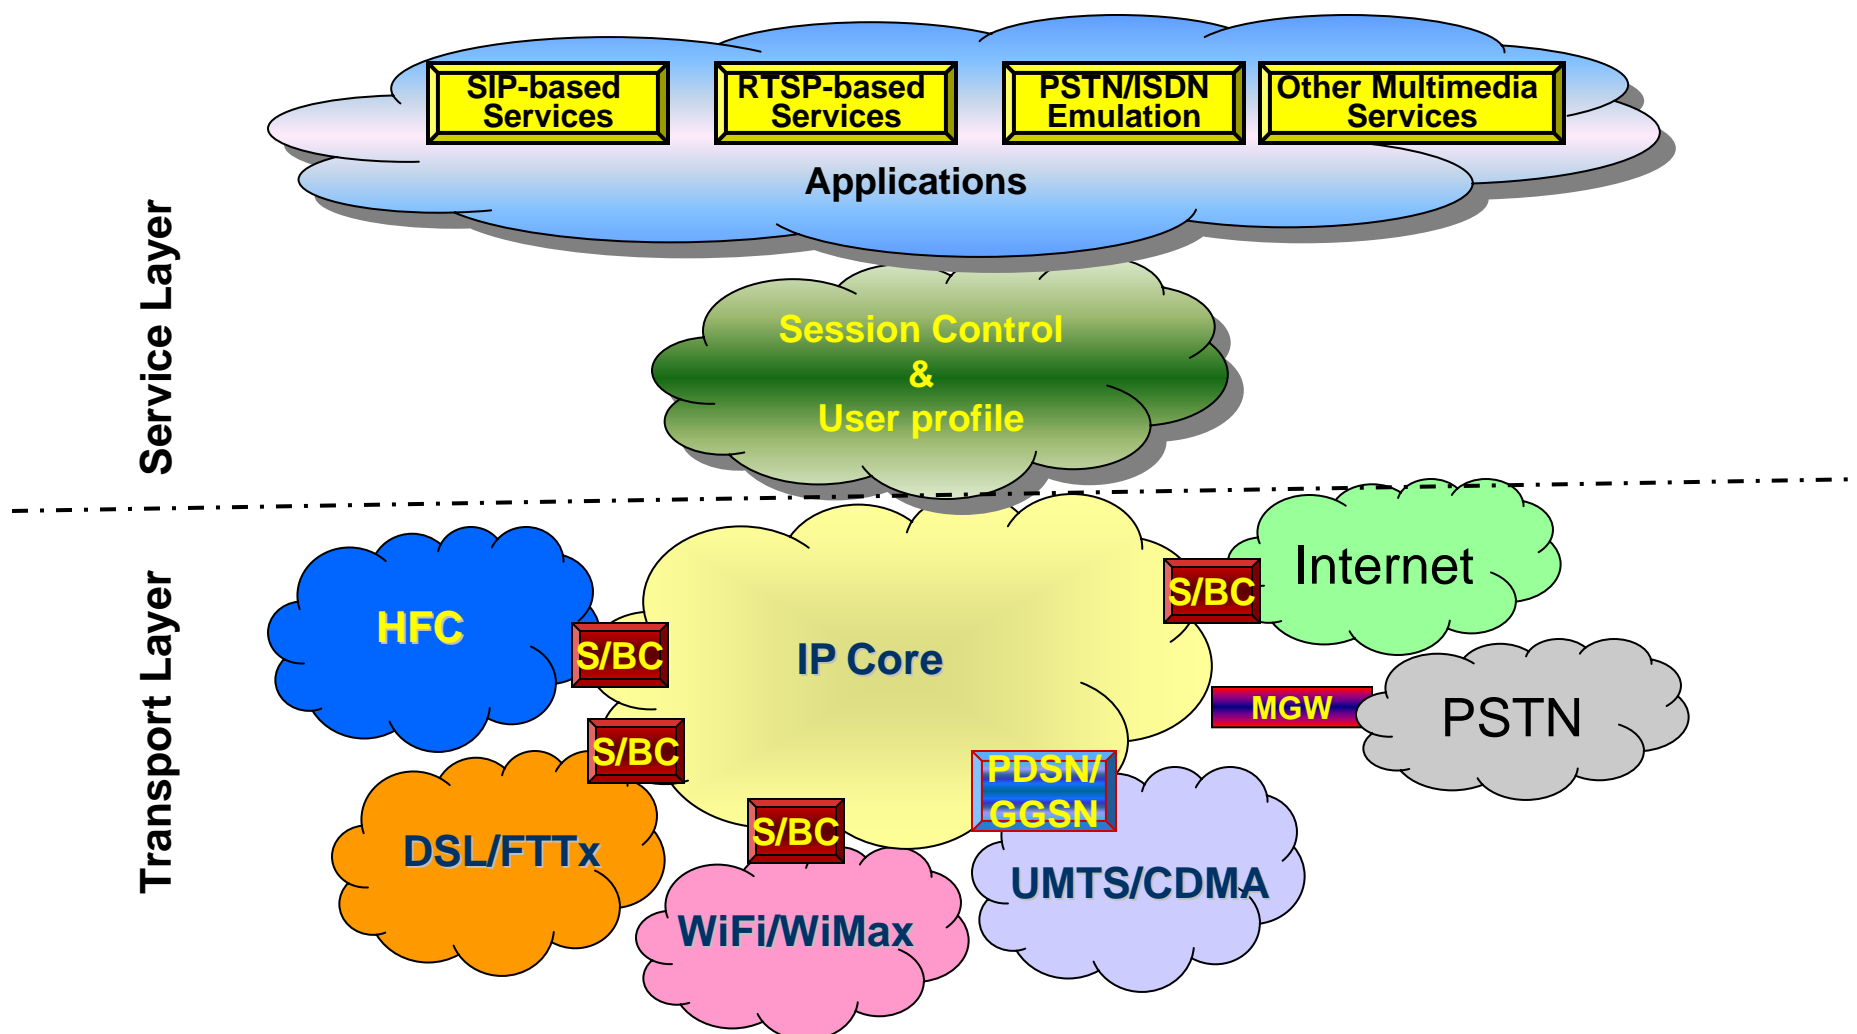 SIP-based
Services
RTSP-based
Services
PSTN/ISDN
Emulation
Other Multimedia
Services
Applications
Service Layer
Session Control
&
User profile
Transport Layer
HFC
S/BC
S/BC
IP Core
S/BC
Internet
MGW
PSTN
DSL/FTTx
S/BC
WiFi/WiMax
PDSN/
GGSN
UMTS/CDMA